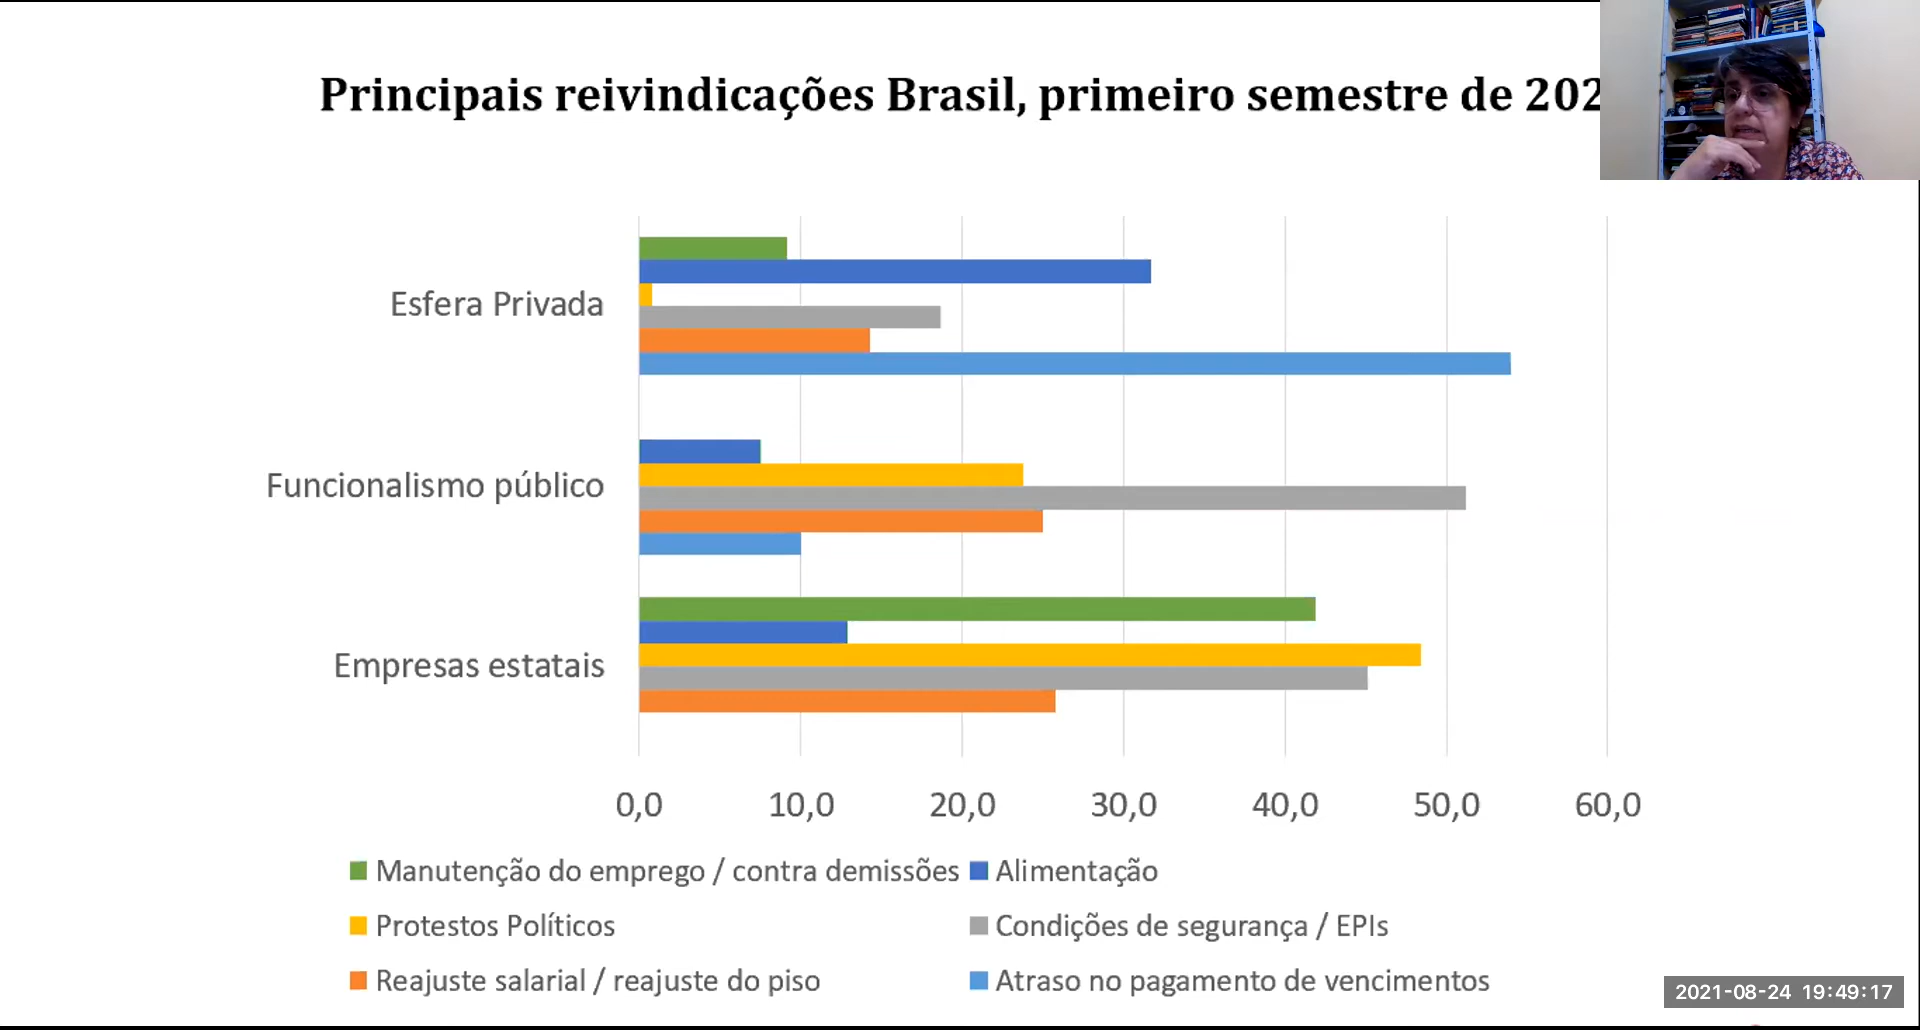 Principais reivindicações Brasil, primeiro semestre de 202
Esfera Privada
Funcionalismo público
Empresas estatais
0,0 10,0 20,0 30,0 40,0 50,0 60,0
Manutenção do emprego / contra demissões Alimentação
Protestos Políticos Condições de segurança / EPIs
Reajuste salarial / reajuste do piso Atraso no pagamento de vencimentos
2021-08-24 19:49:17